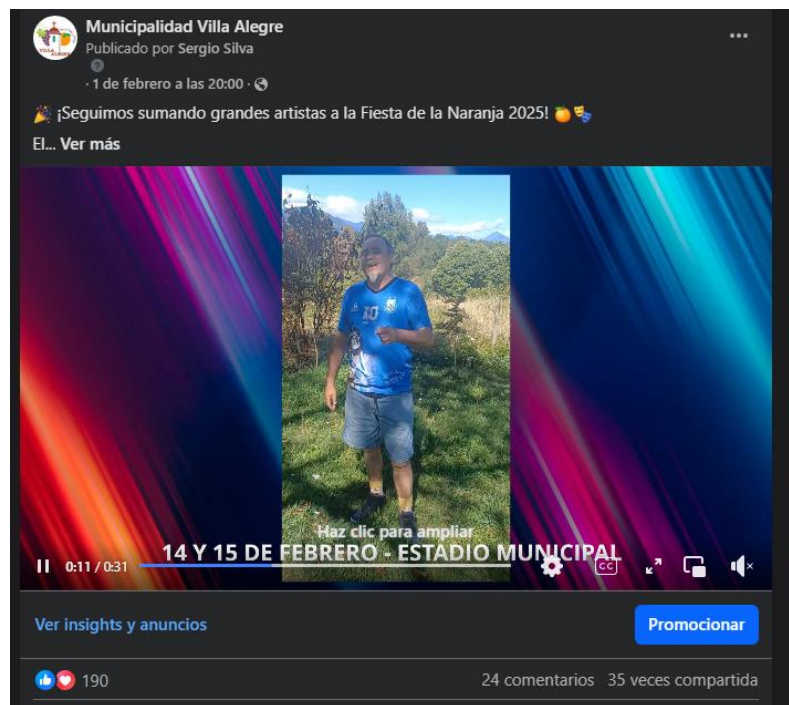 Municipalidad Villa Alegre
Publicado por Sergio Silva
· 1 de febrero a las 20:00 ·
🎉 ¡Seguimos sumando grandes artistas a la Fiesta de la Naranja 2025! 🍊🎭
El... Ver más
10
Haz clic para ampliar
14 Y 15 DE FEBRERO - ESTADIO MUNICIPAL
0:11 / 0:31
CC
Ver insights y anuncios
Promocionar
190
24 comentarios 35 veces compartida